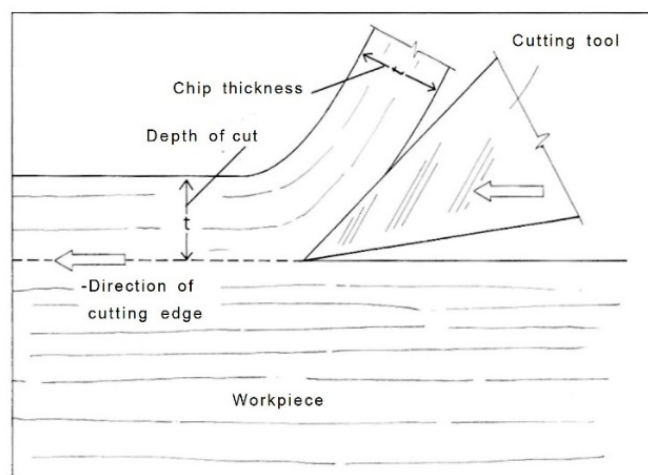 Cutting tool
Chip thickness
t
Depth of cut
t
-Direction of
cutting edge
Workpiece